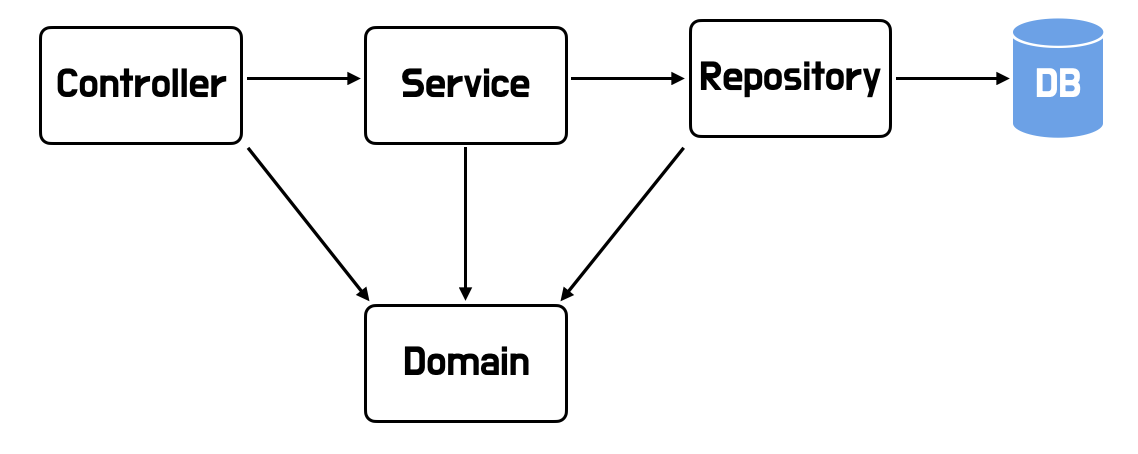 Controller
Service
Repository
DB
Domain